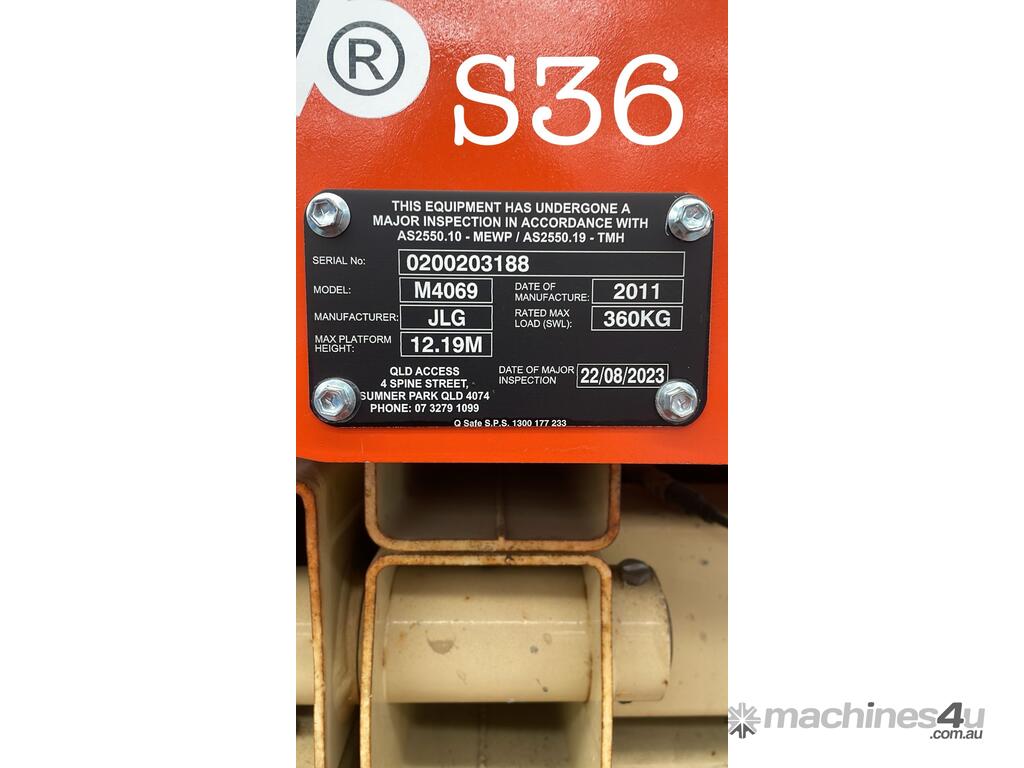 ®
S36
THIS EQUIPMENT HAS UNDERGONE A
MAJOR INSPECTION IN ACCORDANCE WITH
AS2550.10 - MEWP / AS2550.19 - TMH
SERIAL No: 0200203188
MODEL: M4069 DATE OF MANUFACTURE: 2011
MANUFACTURER: JLG RATED MAX LOAD (SWL): 360KG
MAX PLATFORM HEIGHT: 12.19M
QLD ACCESS
4 SPINE STREET,
SUMNER PARK QLD 4074
PHONE: 07 3279 1099
DATE OF MAJOR INSPECTION 22/08/2023
Q Safe S.P.S. 1300 177 233
machines4u
.com.au